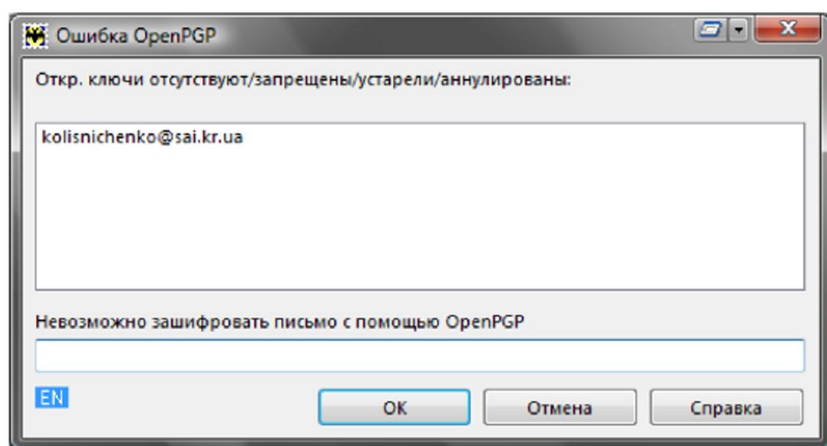 Ошибка OpenPGP
Откр. ключи отсутствуют/запрещены/устарели/аннулированы:
kolisnichenko@sai.kr.ua
Невозможно зашифровать письмо с помощью OpenPGP
EN
ОК
Отмена
Справка